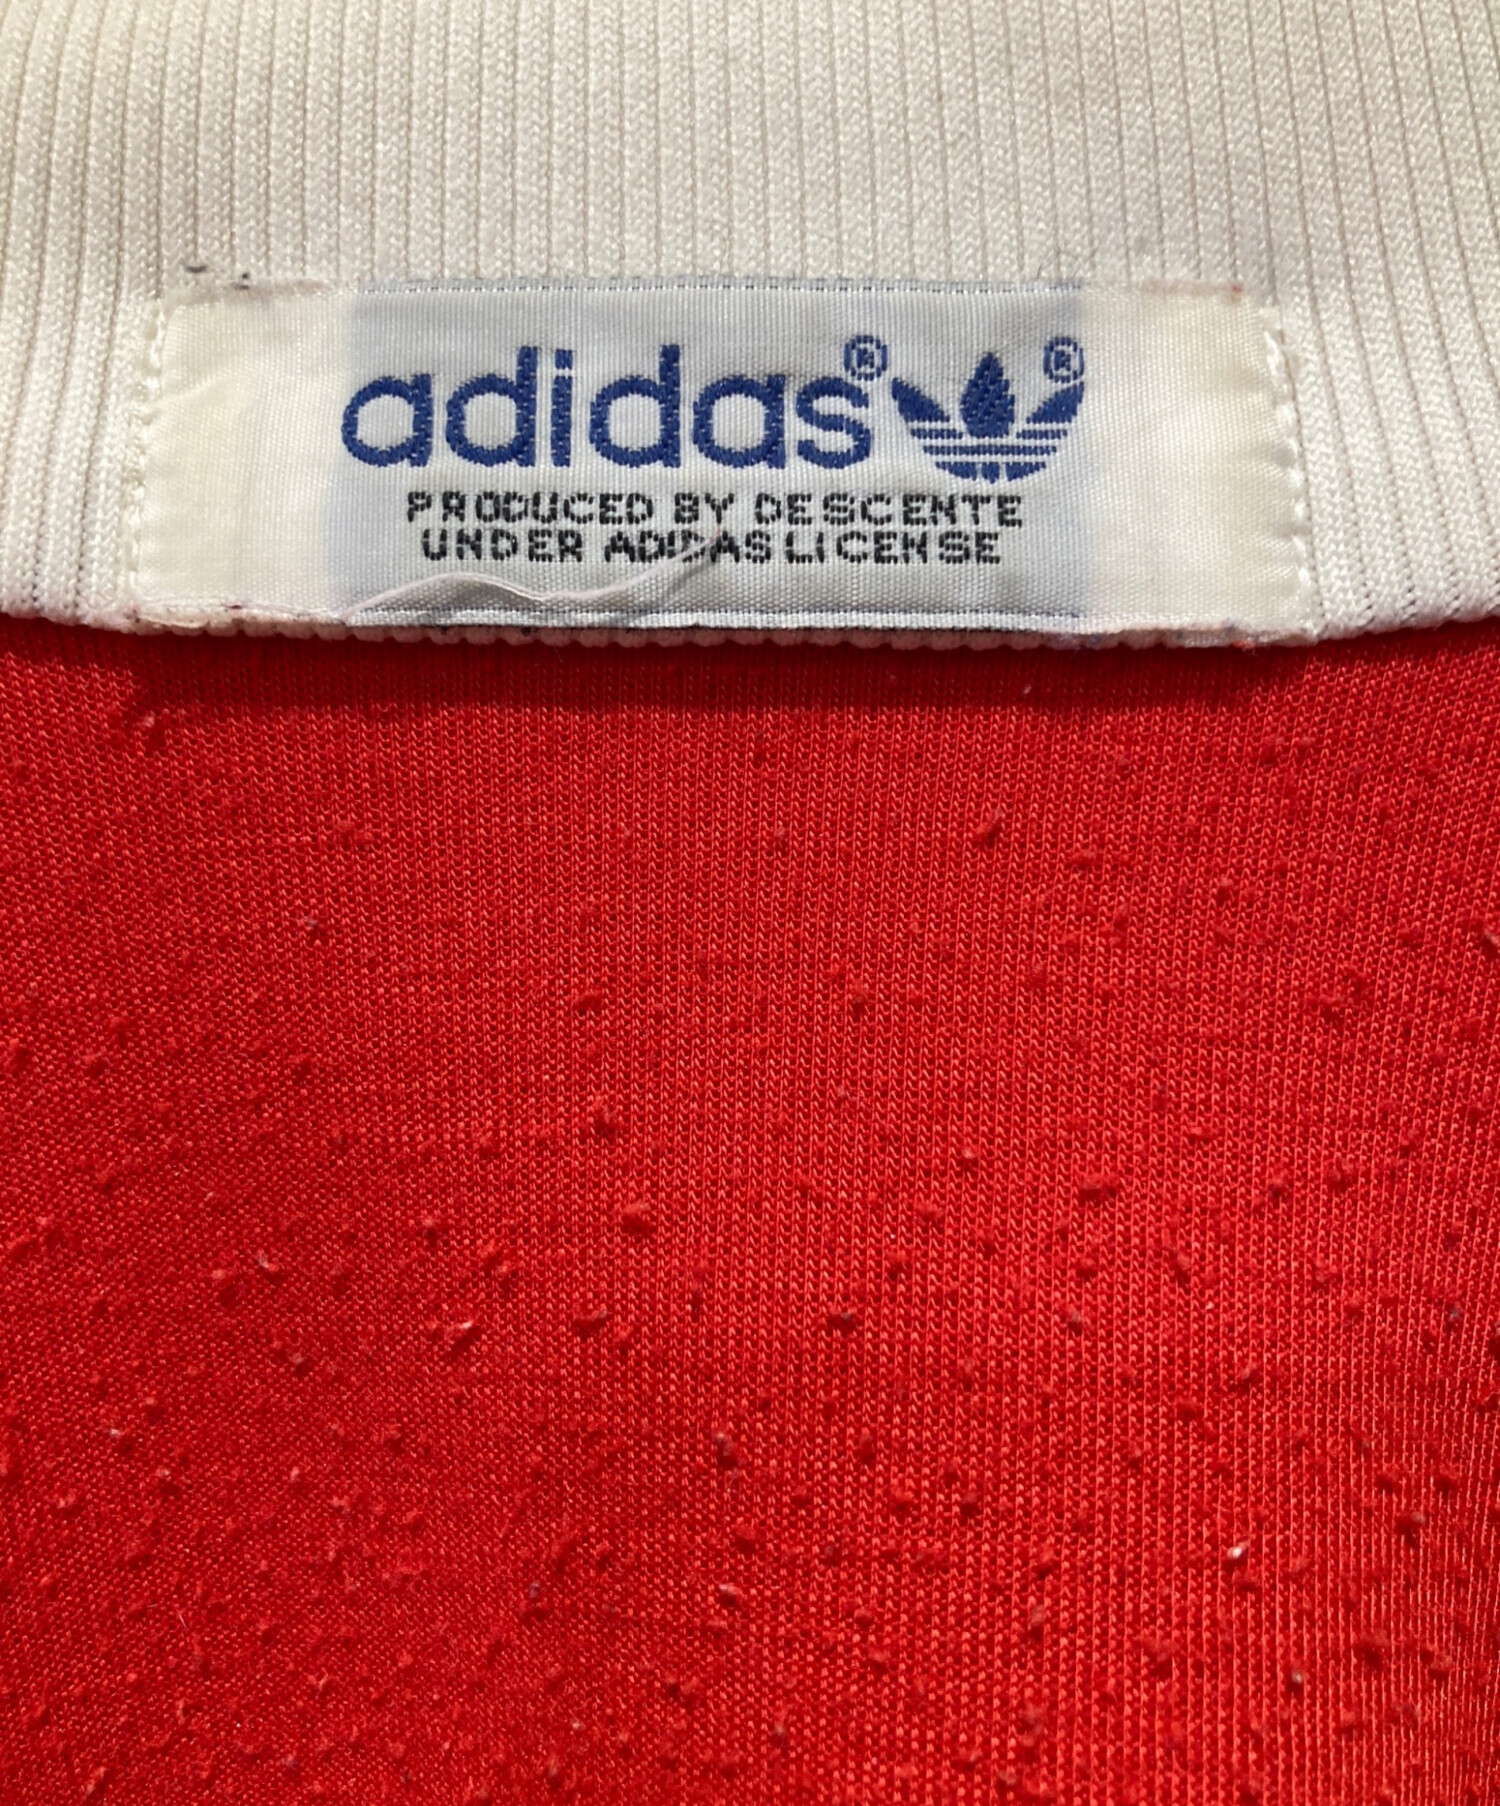 adidas® ®
PRODUCED BY DESCENTE
UNDER ADIDAS LICENSE